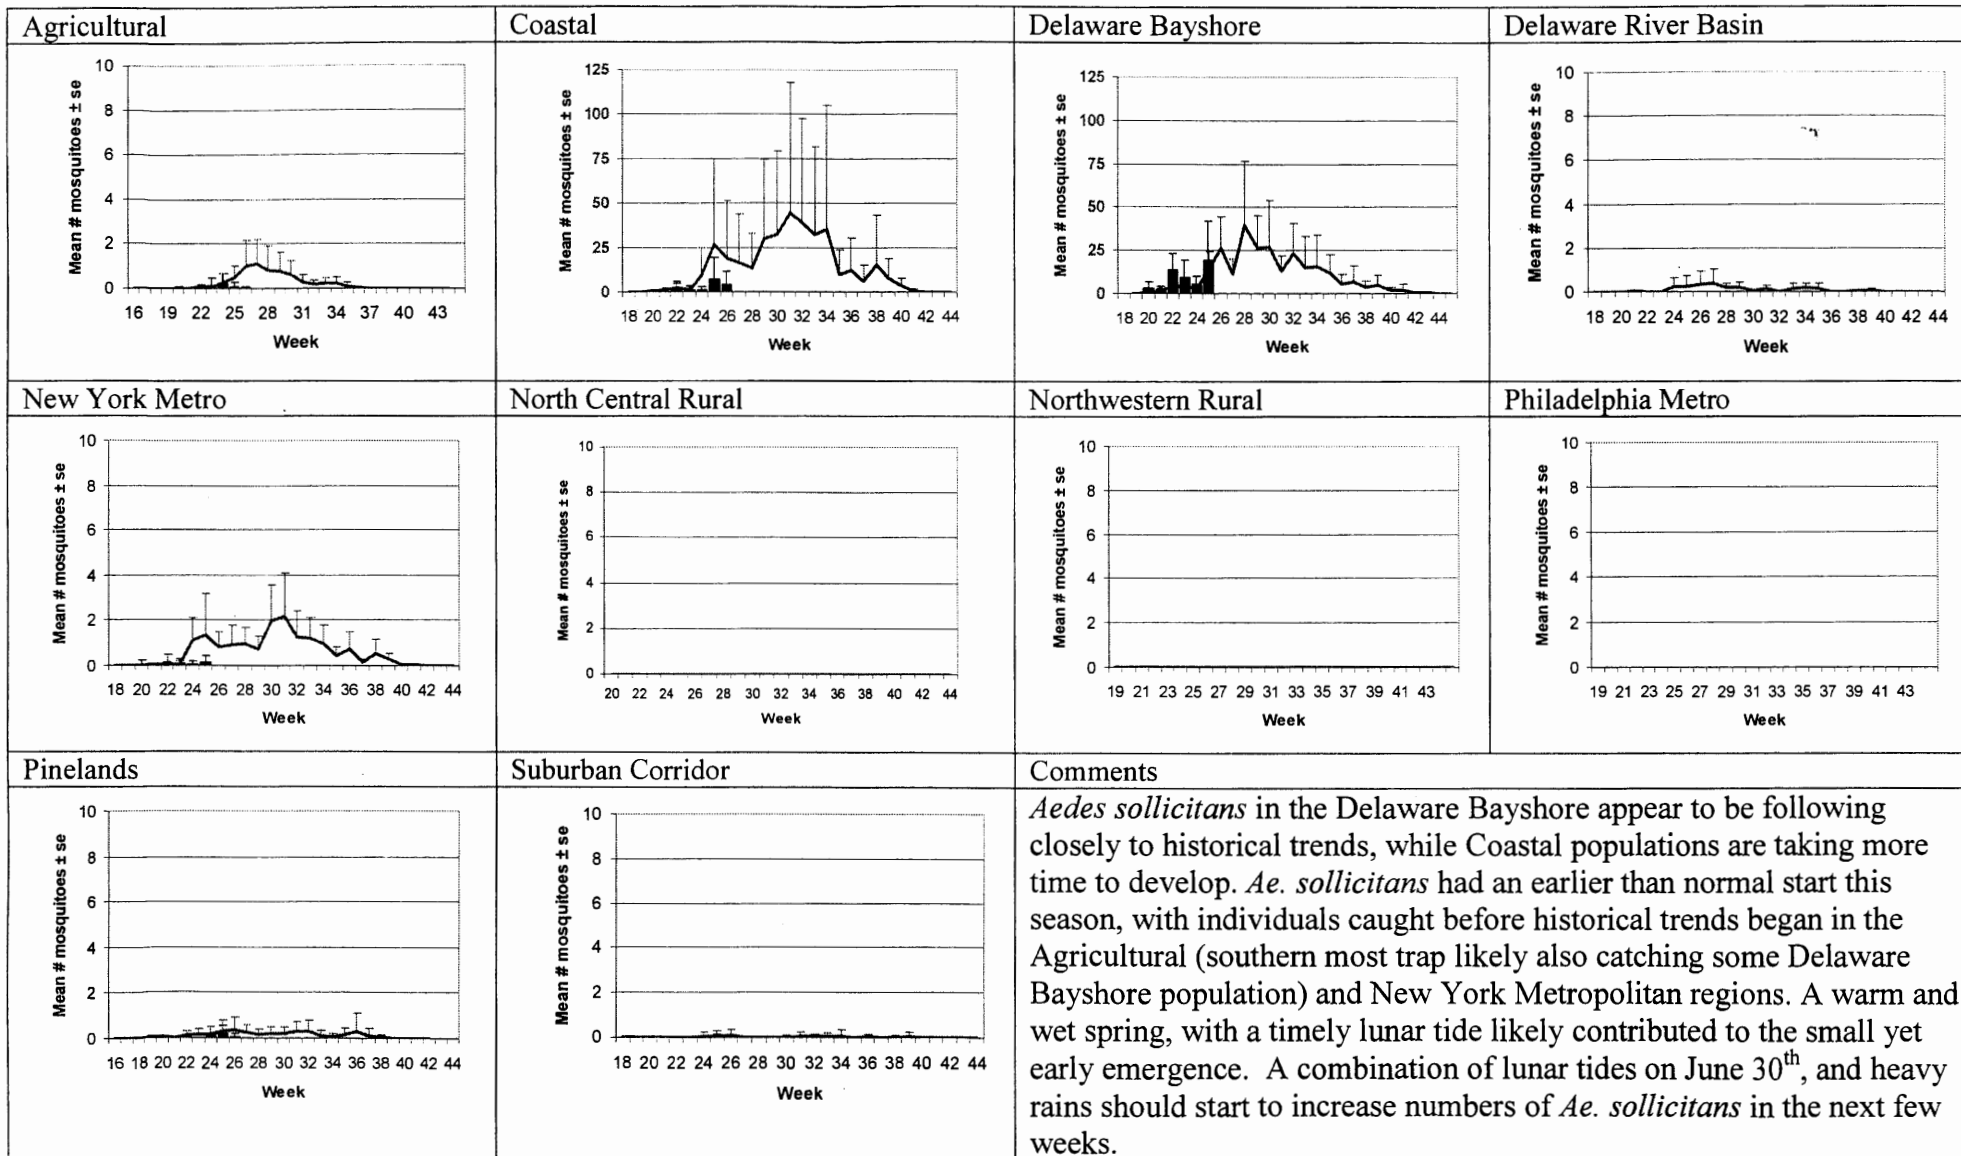 Agricultural
10
8
6
4
2
0
Mean # mosquitoes ± se
16 19 22 25 28 31 34 37 40 43
Week
Coastal
125
100
75
50
25
0
Mean # mosquitoes ± se
18 20 22 24 26 28 30 32 34 36 38 40 42 44
Week
Delaware Bayshore
125
100
75
50
25
0
Mean # mosquitoes ± se
18 20 22 24 26 28 30 32 34 36 38 40 42 44
Week
Delaware River Basin
10
8
6
4
2
0
Mean # mosquitoes ± se
18 20 22 24 26 28 30 32 34 36 38 40 42 44
Week
New York Metro
10
8
6
4
2
0
Mean # mosquitoes ± se
18 20 22 24 26 28 30 32 34 36 38 40 42 44
Week
North Central Rural
10
8
6
4
2
0
Mean # mosquitoes ± se
20 22 24 26 28 30 32 34 36 38 40 42 44
Week
Northwestern Rural
10
8
6
4
2
0
Mean # mosquitoes ± se
19 21 23 25 27 29 31 33 35 37 39 41 43
Week
Philadelphia Metro
10
8
6
4
2
0
Mean # mosquitoes ± se
19 21 23 25 27 29 31 33 35 37 39 41 43
Week
Pinelands
10
8
6
4
2
0
Mean # mosquitoes ± se
16 18 20 22 24 26 28 30 32 34 36 38 40 42 44
Week
Suburban Corridor
10
8
6
4
2
0
Mean # mosquitoes ± se
18 20 22 24 26 28 30 32 34 36 38 40 42 44
Week
Comments
Aedes sollicitans in the Delaware Bayshore appear to be following
closely to historical trends, while Coastal populations are taking more
time to develop. Ae. sollicitans had an earlier than normal start this
season, with individuals caught before historical trends began in the
Agricultural (southern most trap likely also catching some Delaware
Bayshore population) and New York Metropolitan regions. A warm and
wet spring, with a timely lunar tide likely contributed to the small yet
early emergence. A combination of lunar tides on June 30th, and heavy
rains should start to increase numbers of Ae. sollicitans in the next few
weeks.